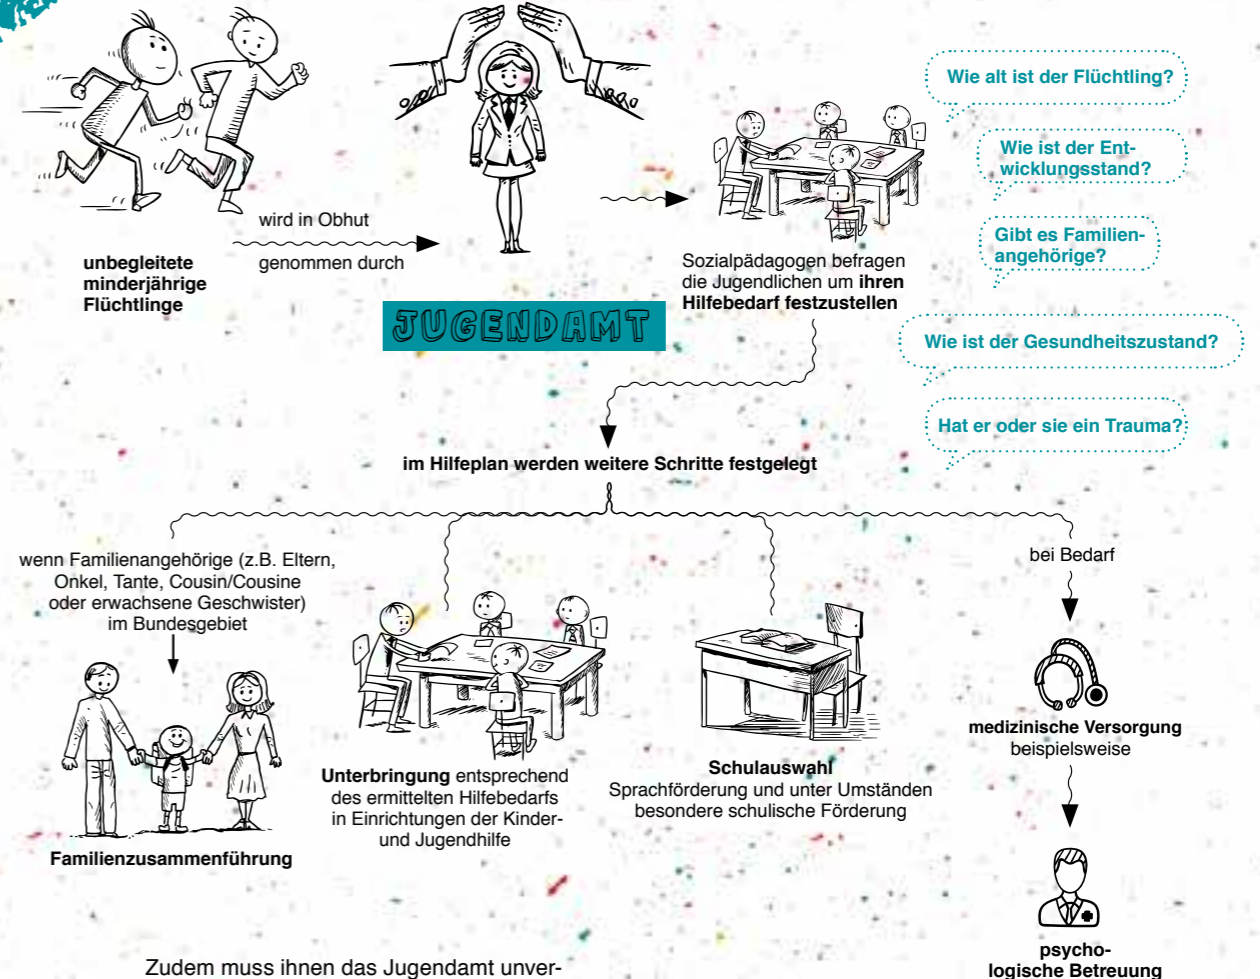 unbegleitete
minderjährige
Flüchtlinge
wird in Obhut
genommen durch
JUGENDAMT
Sozialpädagogen befragen
die Jugendlichen um ihren
Hilfebedarf festzustellen
Wie alt ist der Flüchtling?
Wie ist der Ent-
wicklungsstand?
Gibt es Familien-
angehörige?
Wie ist der Gesundheitszustand?
Hat er oder sie ein Trauma?
im Hilfeplan werden weitere Schritte festgelegt
wenn Familienangehörige (z.B. Eltern,
Onkel, Tante, Cousin/Cousine
oder erwachsene Geschwister)
im Bundesgebiet
Familienzusammenführung
Unterbringung entsprechend
des ermittelten Hilfebedarfs
in Einrichtungen der Kinder-
und Jugendhilfe
Schulauswahl
Sprachförderung und unter Umständen
besondere schulische Förderung
bei Bedarf
medizinische Versorgung
beispielsweise
psycho-
logische Betreuung
Zudem muss ihnen das Jugendamt unver-